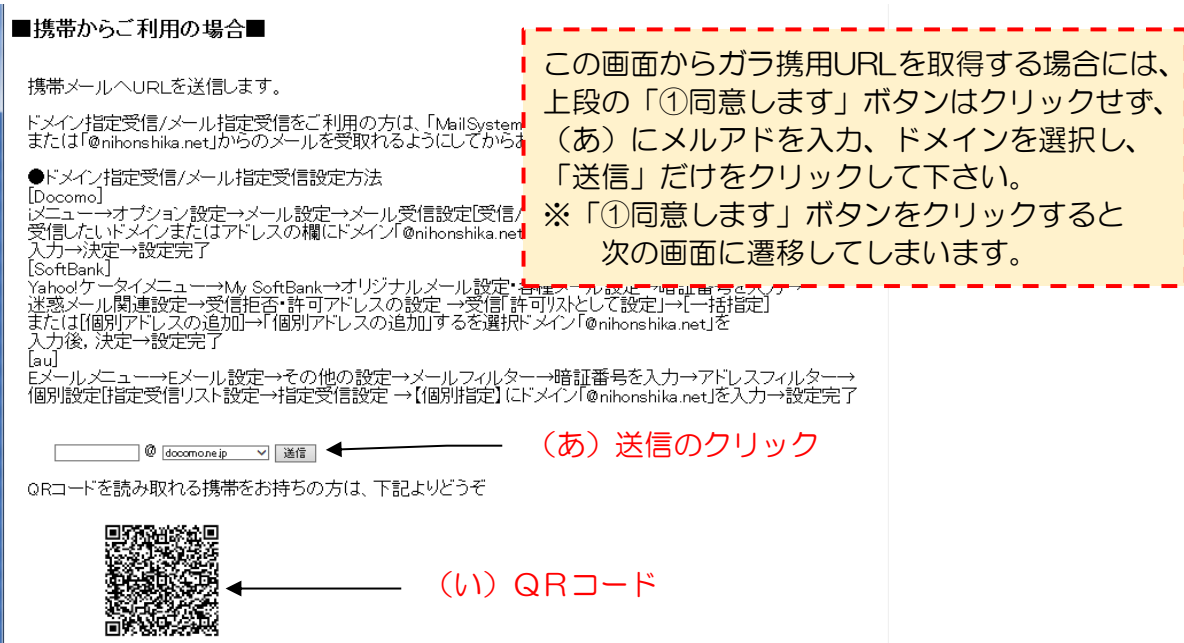 ■携帯からご利用の場合■
携帯メールへURLを送信します。
ドメイン指定受信/メール指定受信をご利用の方は、「MailSystem
または「@nihonshika.net」からのメールを受取れるようにしてから
●ドメイン指定受信/メール指定受信設定方法
[Docomo]
iメニュー→オプション設定→メール設定→メール受信設定[受信/
受信したいドメインまたはアドレスの欄にドメイン「@nihonshika.net
入力→決定→設定完了
[SoftBank]
Yahoo!ケータイメニュー→My SoftBank→オリジナルメール設定・各種メール設定→暗証番号を入力→
迷惑メール関連設定→受信拒否・許可アドレスの設定 →受信「許可リストとして設定」→[一括指定]
または[個別アドレスの追加]→「個別アドレスの追加」するを選択ドメイン「@nihonshika.net」を
入力後, 決定→設定完了
[au]
Eメールメニュー→Eメール設定→その他の設定→メールフィルター→暗証番号を入力→アドレスフィルター→
個別設定[指定受信リスト設定→指定受信設定 →【個別指定】にドメイン「@nihonshika.net」を入力→設定完了
この画面からガラ携用URLを取得する場合には、
上段の「①同意します」ボタンはクリックせず、
（あ）にメルアドを入力、ドメインを選択し、
「送信」だけをクリックして下さい。
※「①同意します」ボタンをクリックすると
次の画面に遷移してしまいます。
@ docomo.ne.jp 送信
（あ）送信のクリック
QRコードを読み取れる携帯をお持ちの方は、下記よりどうぞ
（い）ＱＲコード